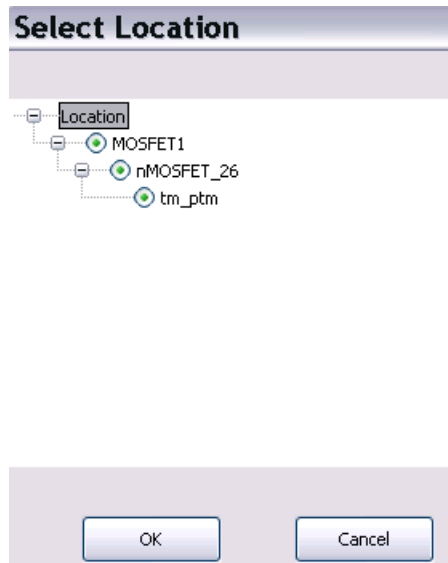 Select Location
Location
MOSFET1
nMOSFET_26
tm_ptm
OK
Cancel